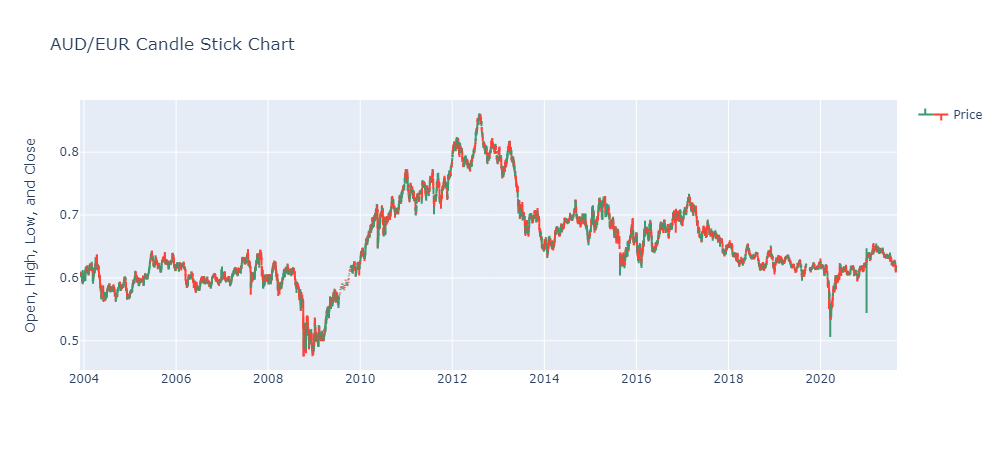 AUD/EUR Candle Stick Chart
Open, HIgh, Low, and Close
0.8
0.7
0.6
0.5
2004 2006 2008 2010 2012 2014 2016 2018 2020
Price